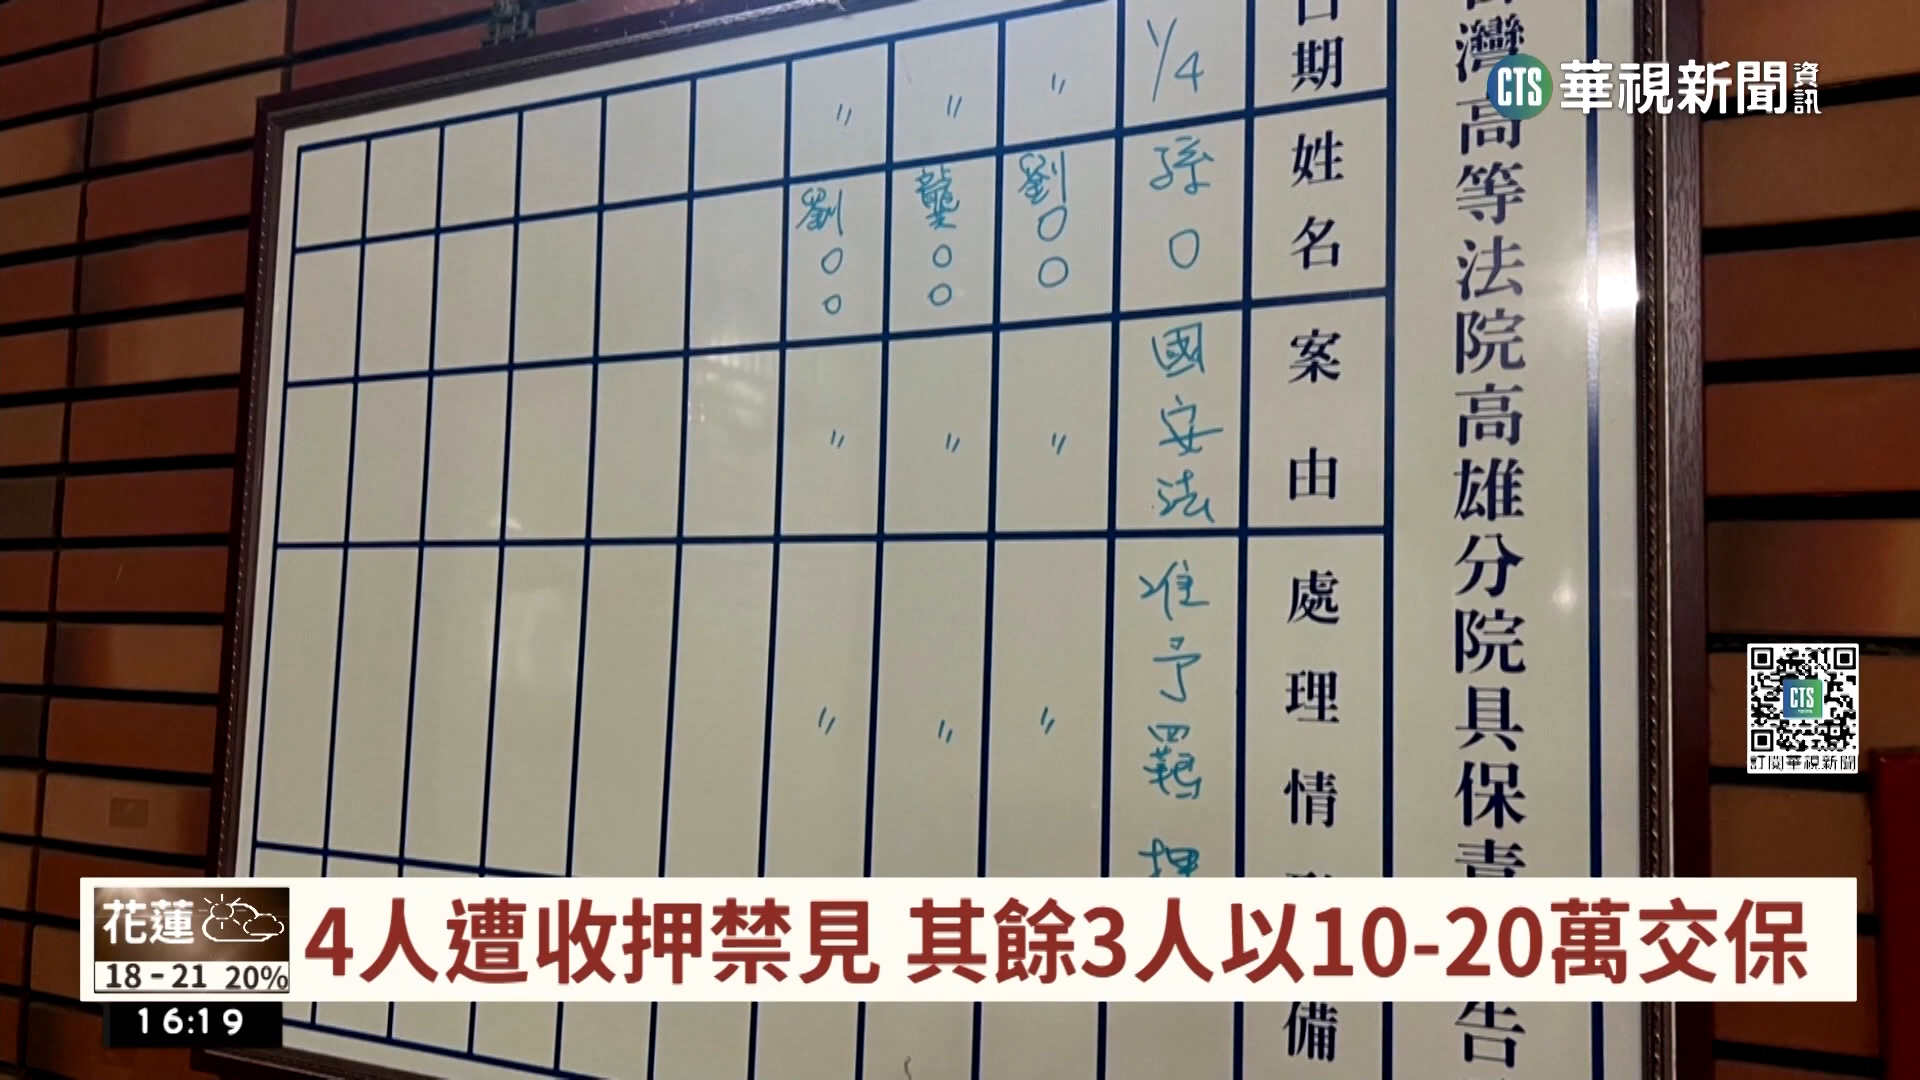 台灣高等法院高雄分院具保責
告
日期
姓名
案由
處理情
備
1/4
孫○
國安法
准予羈押
〃
劉○○
〃
〃
〃
龔○○
〃
〃
〃
劉○○
〃
〃
CTS 華視新聞資訊
CTS
訂閱華視新聞
花蓮
18-21 20%
16:19
4人遭收押禁見 其餘3人以10-20萬交保